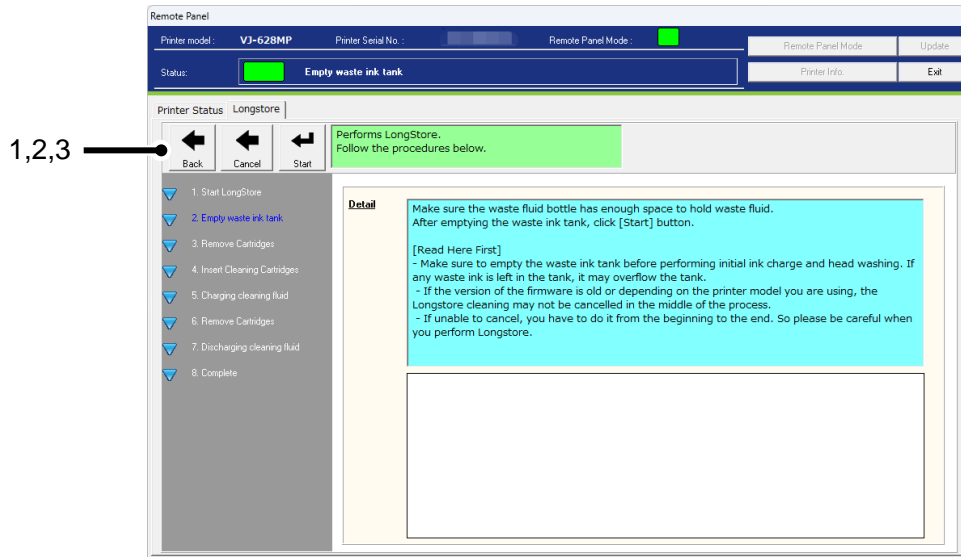 Remote Panel
Printer model : VJ-628MP Printer Serial No. : Remote Panel Mode : Remote Panel Mode Update
Status: Empty waste ink tank Printer Info. Exit
Printer Status Longstore
1,2,3
Back Cancel Start
Performs LongStore.
Follow the procedures below.
1. Start LongStore
2. Empty waste ink tank
3. Remove Cartridges
4. Insert Cleaning Cartridges
5. Charging cleaning fluid
6. Remove Cartridges
7. Discharging cleaning fluid
8. Complete
Detail
Make sure the waste fluid bottle has enough space to hold waste fluid.
After emptying the waste ink tank, click [Start] button.
[Read Here First]
- Make sure to empty the waste ink tank before performing initial ink charge and head washing. If
any waste ink is left in the tank, it may overflow the tank.
- If the version of the firmware is old or depending on the printer model you are using, the
Longstore cleaning may not be cancelled in the middle of the process.
- If unable to cancel, you have to do it from the beginning to the end. So please be careful when
you perform Longstore.